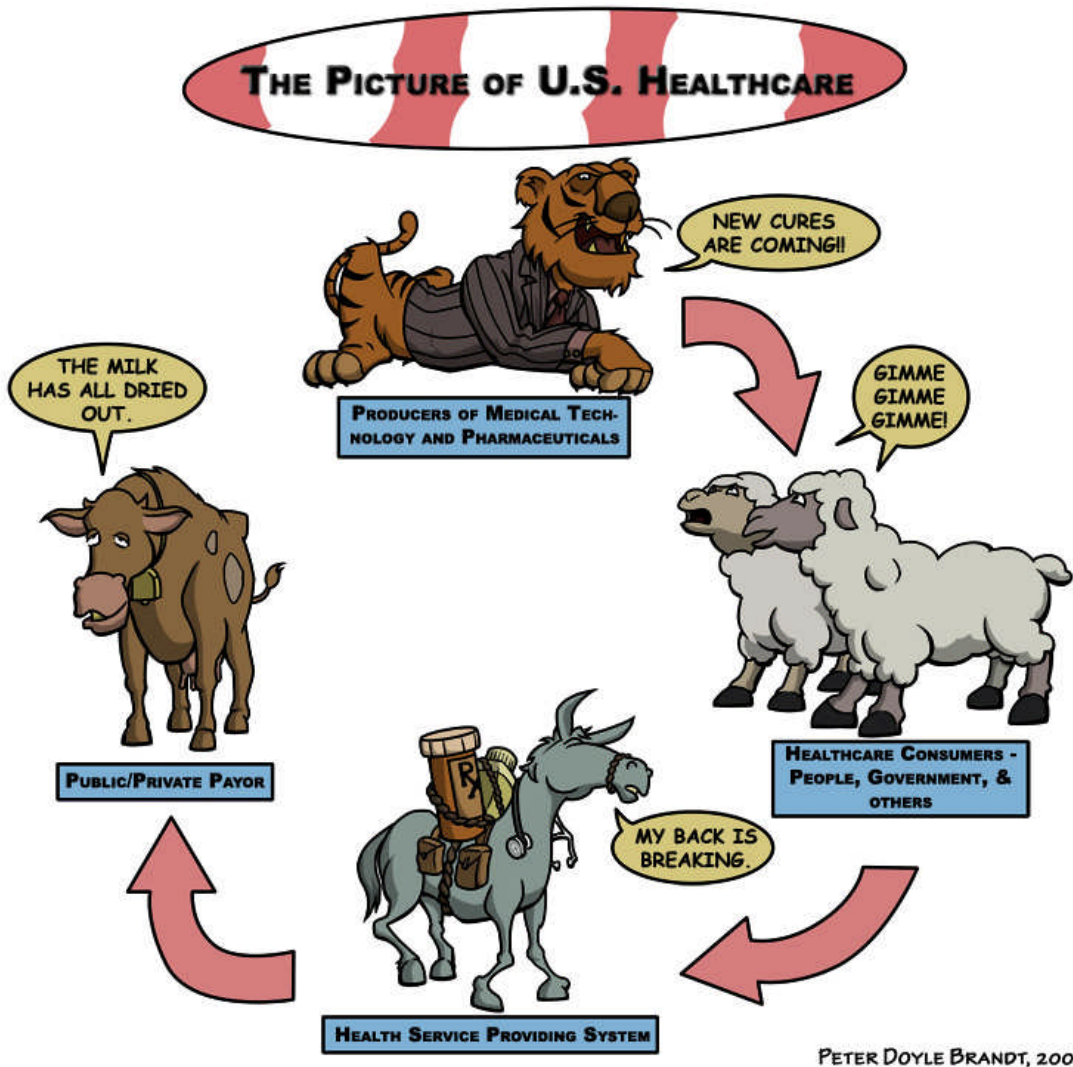 THE PICTURE OF U.S. HEALTHCARE
NEW CURES
ARE COMING!!
PRODUCERS OF MEDICAL TECH-
NOLOGY AND PHARMACEUTICALS
GIMME
GIMME
GIMME!
HEALTHCARE CONSUMERS -
PEOPLE, GOVERNMENT, &
OTHERS
MY BACK IS
BREAKING.
RX
HEALTH SERVICE PROVIDING SYSTEM
THE MILK
HAS ALL DRIED
OUT.
PUBLIC/PRIVATE PAYOR
PETER DOYLE BRANDT,